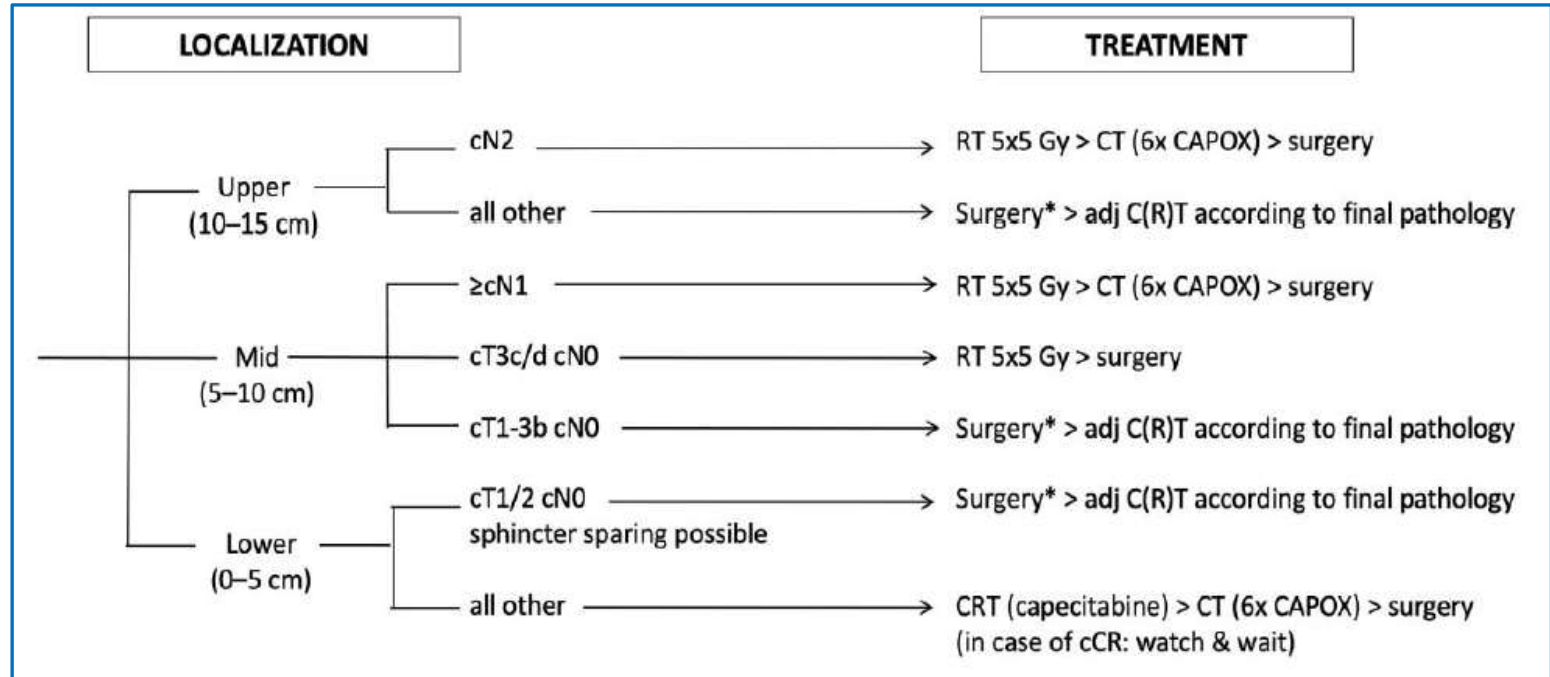 LOCALIZATION
TREATMENT
Upper
(10–15 cm)
cN2
RT 5x5 Gy > CT (6x CAPOX) > surgery
all other
Surgery* > adj C(R)T according to final pathology
Mid
(5–10 cm)
≥cN1
RT 5x5 Gy > CT (6x CAPOX) > surgery
cT3c/d cN0
RT 5x5 Gy > surgery
cT1-3b cN0
Surgery* > adj C(R)T according to final pathology
Lower
(0–5 cm)
cT1/2 cN0
sphincter sparing possible
Surgery* > adj C(R)T according to final pathology
all other
CRT (capecitabine) > CT (6x CAPOX) > surgery
(in case of cCR: watch & wait)